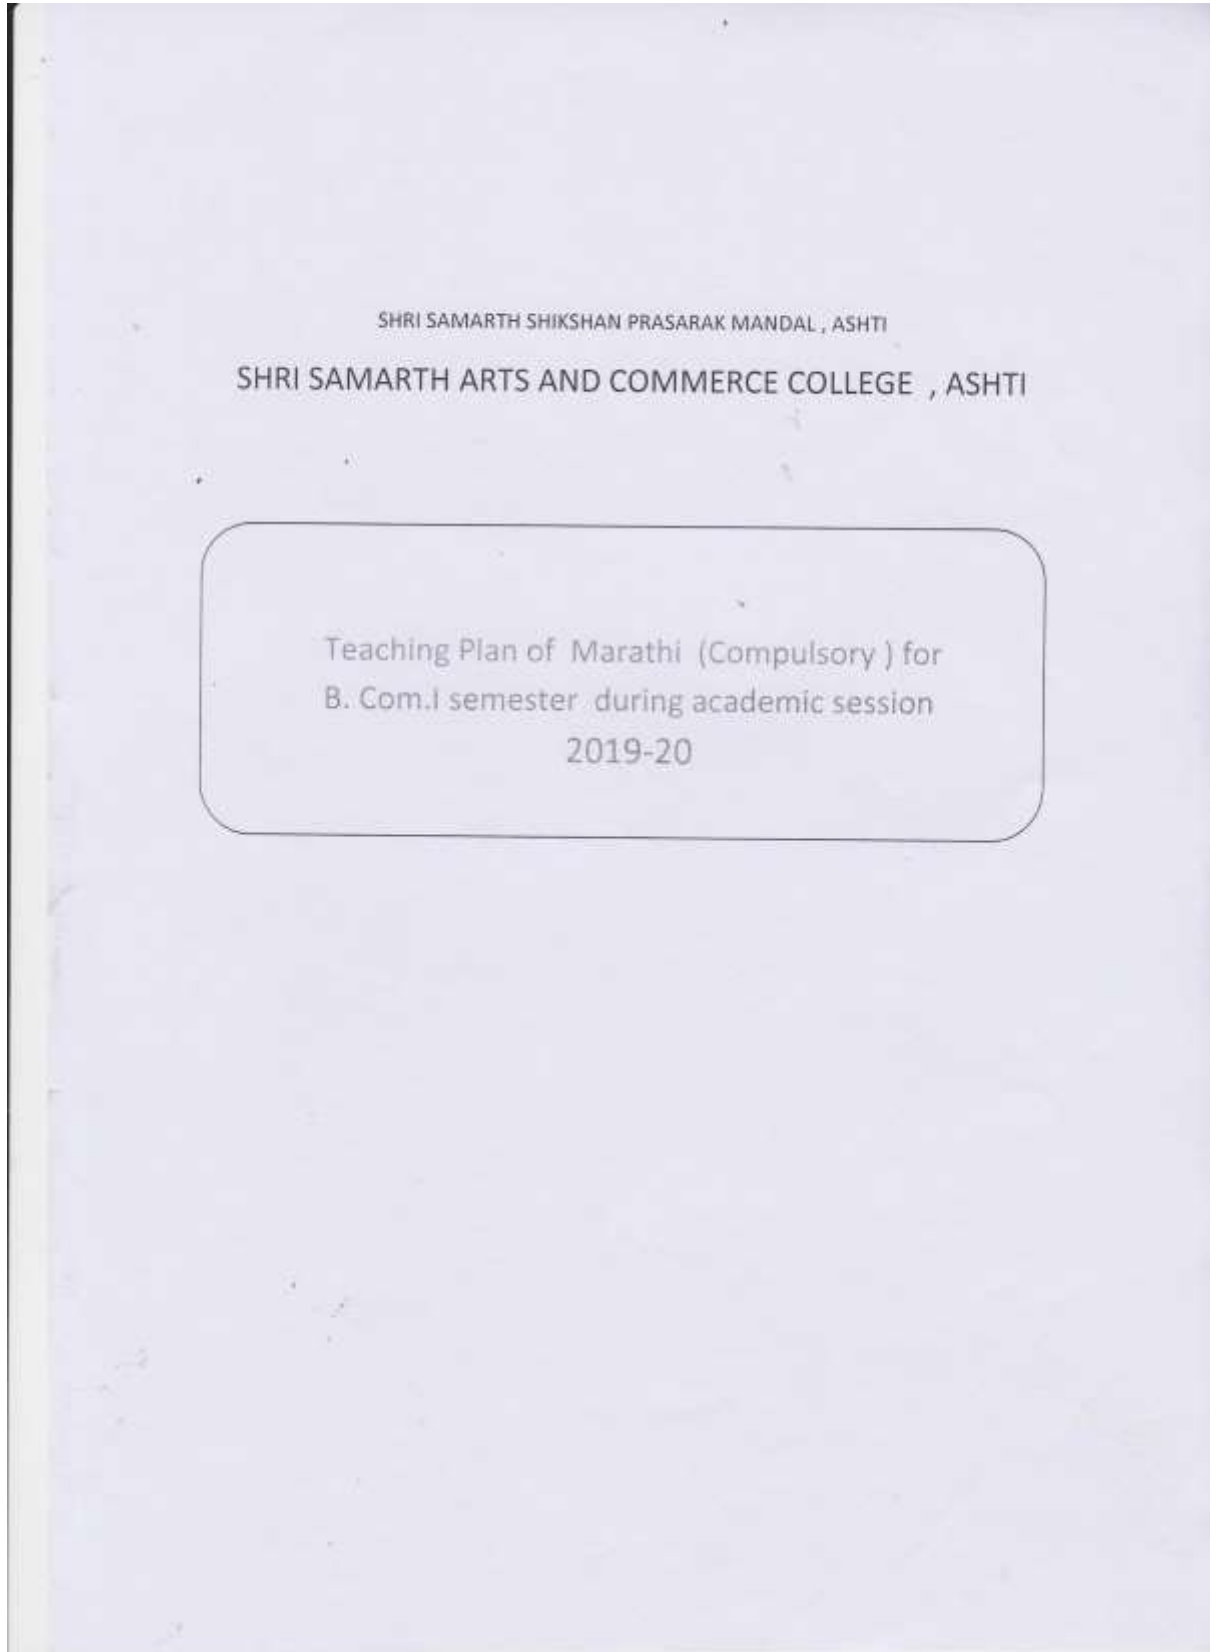 SHRI SAMARTH SHIKSHAN PRASARAK MANDAL , ASHTI
SHRI SAMARTH ARTS AND COMMERCE COLLEGE , ASHTI
Teaching Plan of Marathi (Compulsory ) for
B. Com.I semester during academic session
2019-20